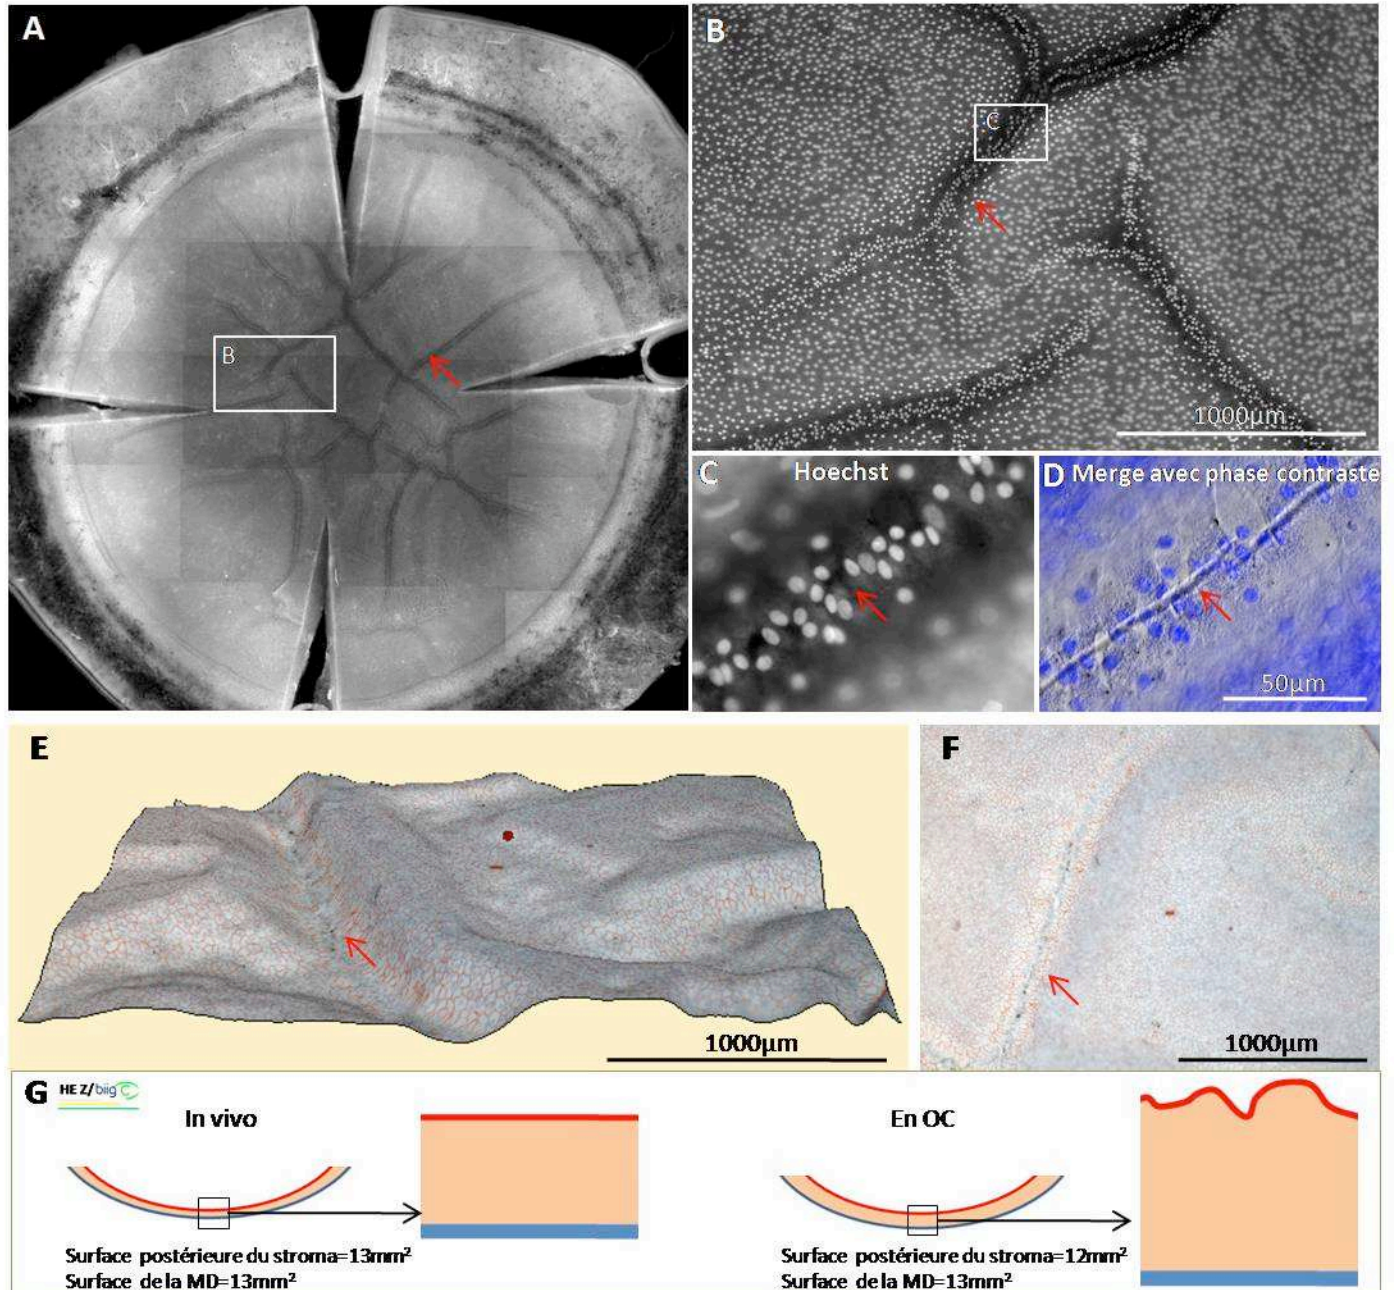 A
B
B
C
1000µm
C
Hoechst
D
Merge avec phase contraste
50µm
E
1000µm
F
1000µm
G
HE Z/biig
In vivo
Surface postérieure du stroma=13mm²
Surface de la MD=13mm²
En OC
Surface postérieure du stroma=12mm²
Surface de la MD=13mm²